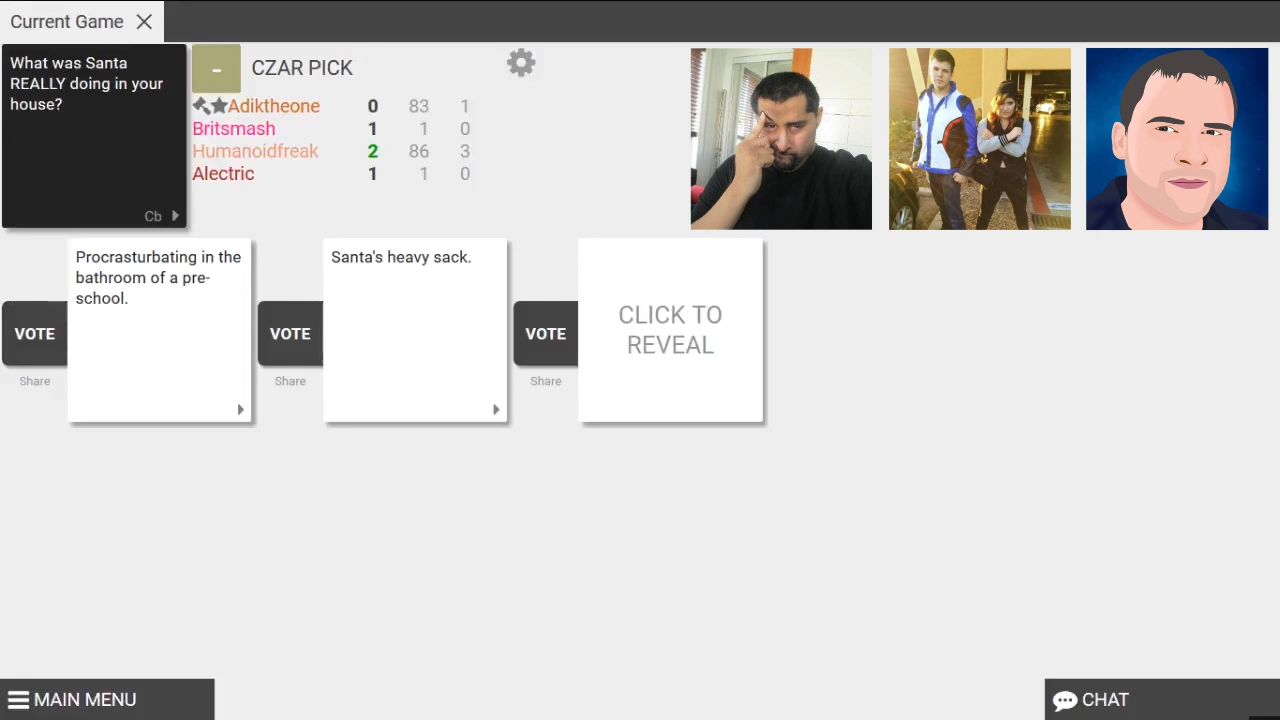 Current Game
What was Santa
REALLY doing in your
house?
Cb
-
CZAR PICK
Adiktheone 0 83 1
Britsmash 1 1 0
Humanoidfreak 2 86 3
Alectric 1 1 0
VOTE
Share
Procrasturbating in the
bathroom of a pre-
school.
VOTE
Share
Santa's heavy sack.
VOTE
Share
CLICK TO
REVEAL
MAIN MENU
CHAT